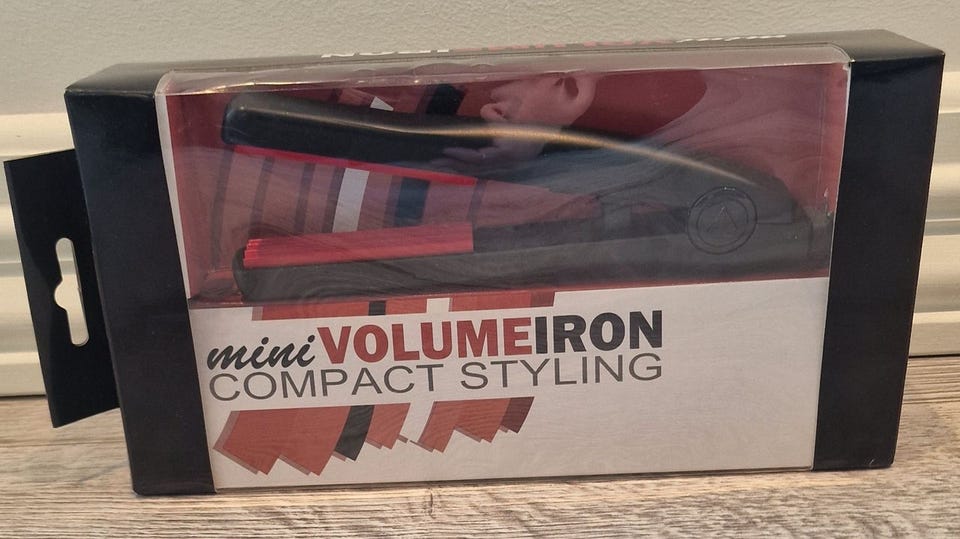 mini VOLUMEIRON
COMPACT STYLING